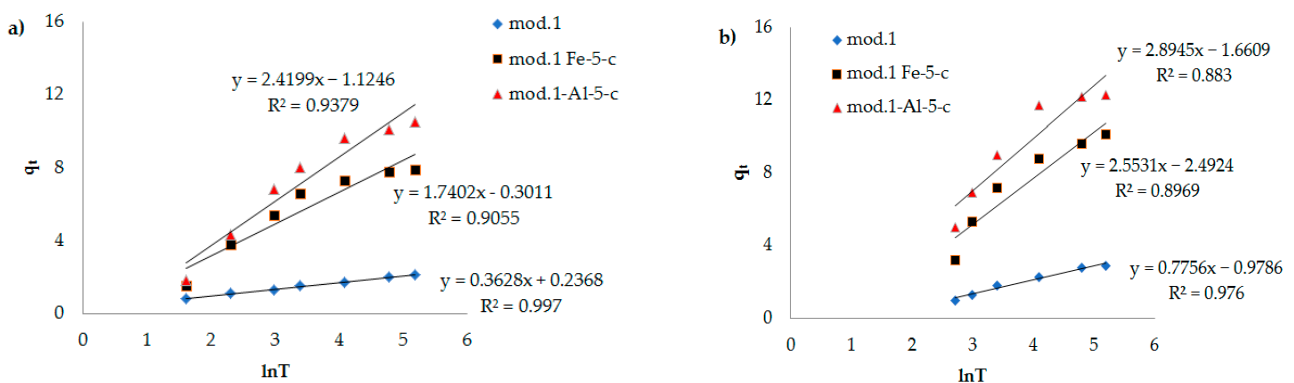 a)
16
12
8
4
0
qt
0 1 2 3 4 5 6
lnT
mod.1
mod.1 Fe-5-c
mod.1-Al-5-c
y = 2.4199x − 1.1246
R² = 0.9379
y = 1.7402x - 0.3011
R² = 0.9055
y = 0.3628x + 0.2368
R² = 0.997
b)
16
12
8
4
0
qt
0 1 2 3 4 5 6
lnT
mod.1
mod.1 Fe-5-c
mod.1-Al-5-c
y = 2.8945x − 1.6609
R² = 0.883
y = 2.5531x − 2.4924
R² = 0.8969
y = 0.7756x − 0.9786
R² = 0.976